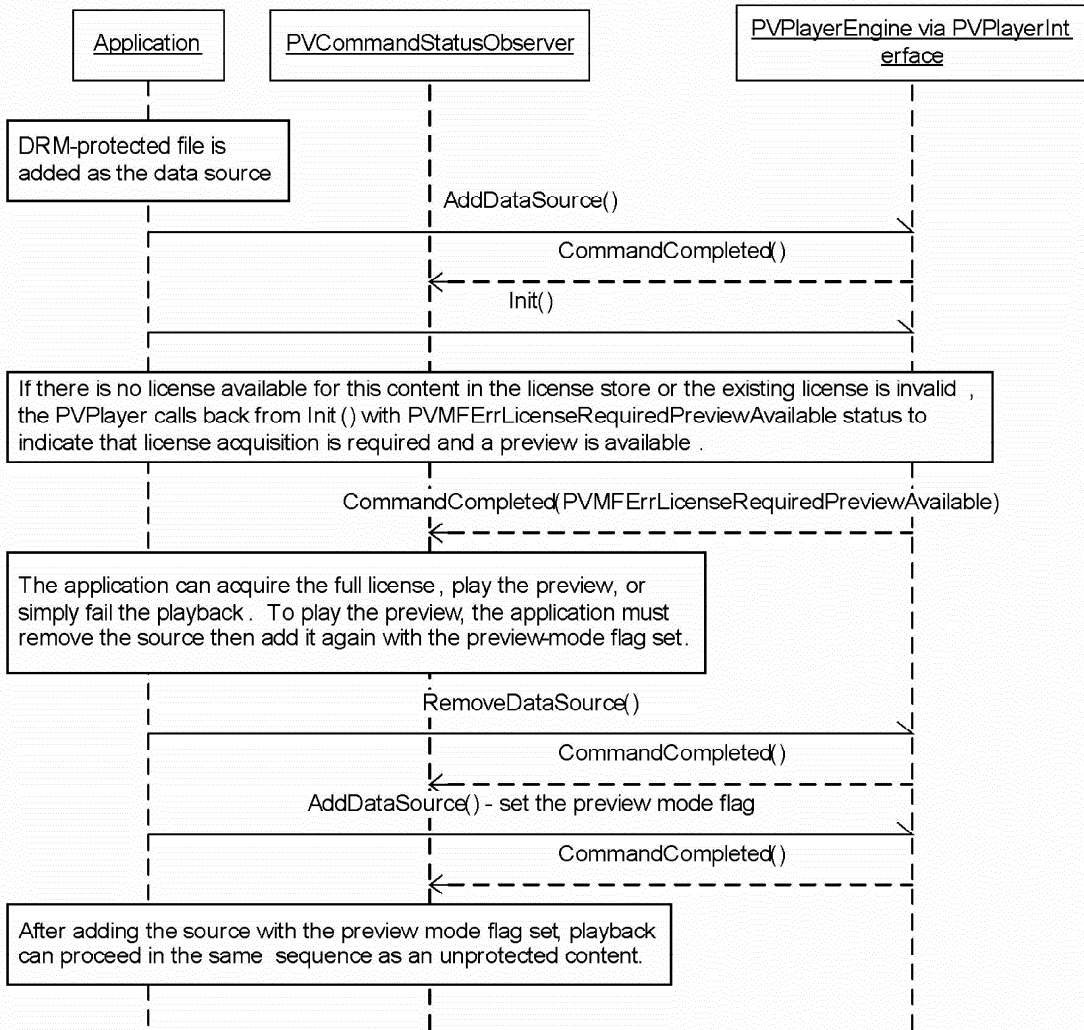 Application
PVCommandStatusObserver
PVPlayerEngine via PVPlayerInt
erface
DRM-protected file is
added as the data source
AddDataSource()
CommandCompleted()
Init()
If there is no license available for this content in the license store or the existing license is invalid ,
the PVPlayer calls back from Init () with PVMFErrLicenseRequiredPreviewAvailable status to
indicate that license acquisition is required and a preview is available .
CommandCompleted(PVMFErrLicenseRequiredPreviewAvailable)
The application can acquire the full license , play the preview, or
simply fail the playback . To play the preview, the application must
remove the source then add it again with the preview-mode flag set.
RemoveDataSource()
CommandCompleted()
AddDataSource() - set the preview mode flag
CommandCompleted()
After adding the source with the preview mode flag set, playback
can proceed in the same sequence as an unprotected content.